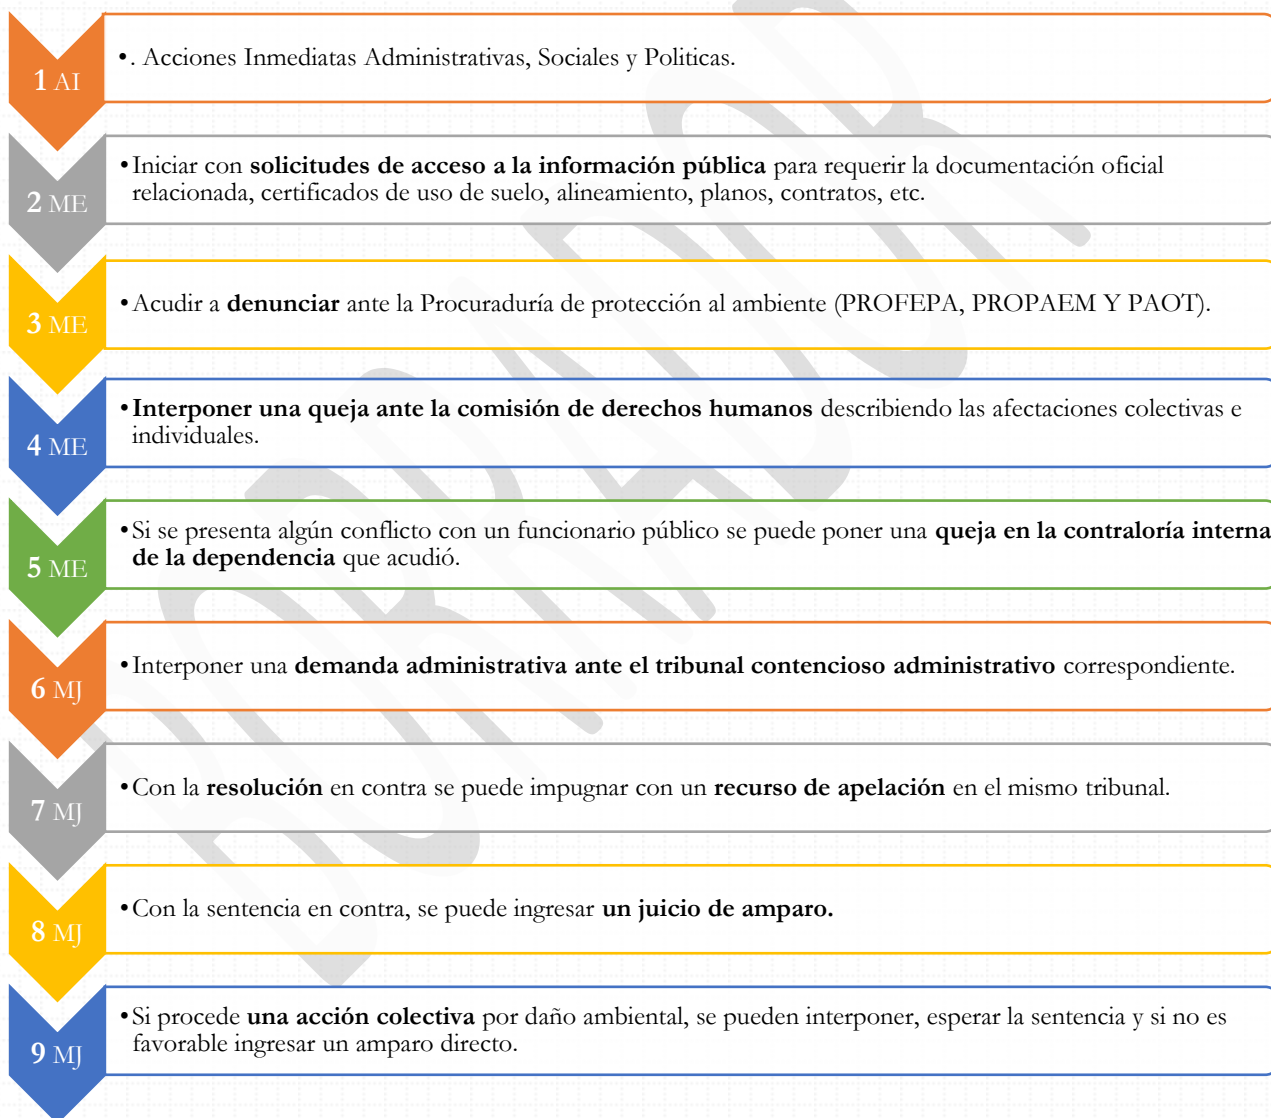 1 AI
•. Acciones Inmediatas Administrativas, Sociales y Politicas.
2 ME
•Iniciar con solicitudes de acceso a la información pública para requerir la documentación oficial
relacionada, certificados de uso de suelo, alineamiento, planos, contratos, etc.
3 ME
•Acudir a denunciar ante la Procuraduría de protección al ambiente (PROFEPA, PROPAEM Y PAOT).
4 ME
•Interponer una queja ante la comisión de derechos humanos describiendo las afectaciones colectivas e
individuales.
5 ME
•Si se presenta algún conflicto con un funcionario público se puede poner una queja en la contraloría interna
de la dependencia que acudió.
6 MJ
•Interponer una demanda administrativa ante el tribunal contencioso administrativo correspondiente.
7 MJ
•Con la resolución en contra se puede impugnar con un recurso de apelación en el mismo tribunal.
8 MJ
•Con la sentencia en contra, se puede ingresar un juicio de amparo.
9 MJ
•Si procede una acción colectiva por daño ambiental, se pueden interponer, esperar la sentencia y si no es
favorable ingresar un amparo directo.
BORRADOR